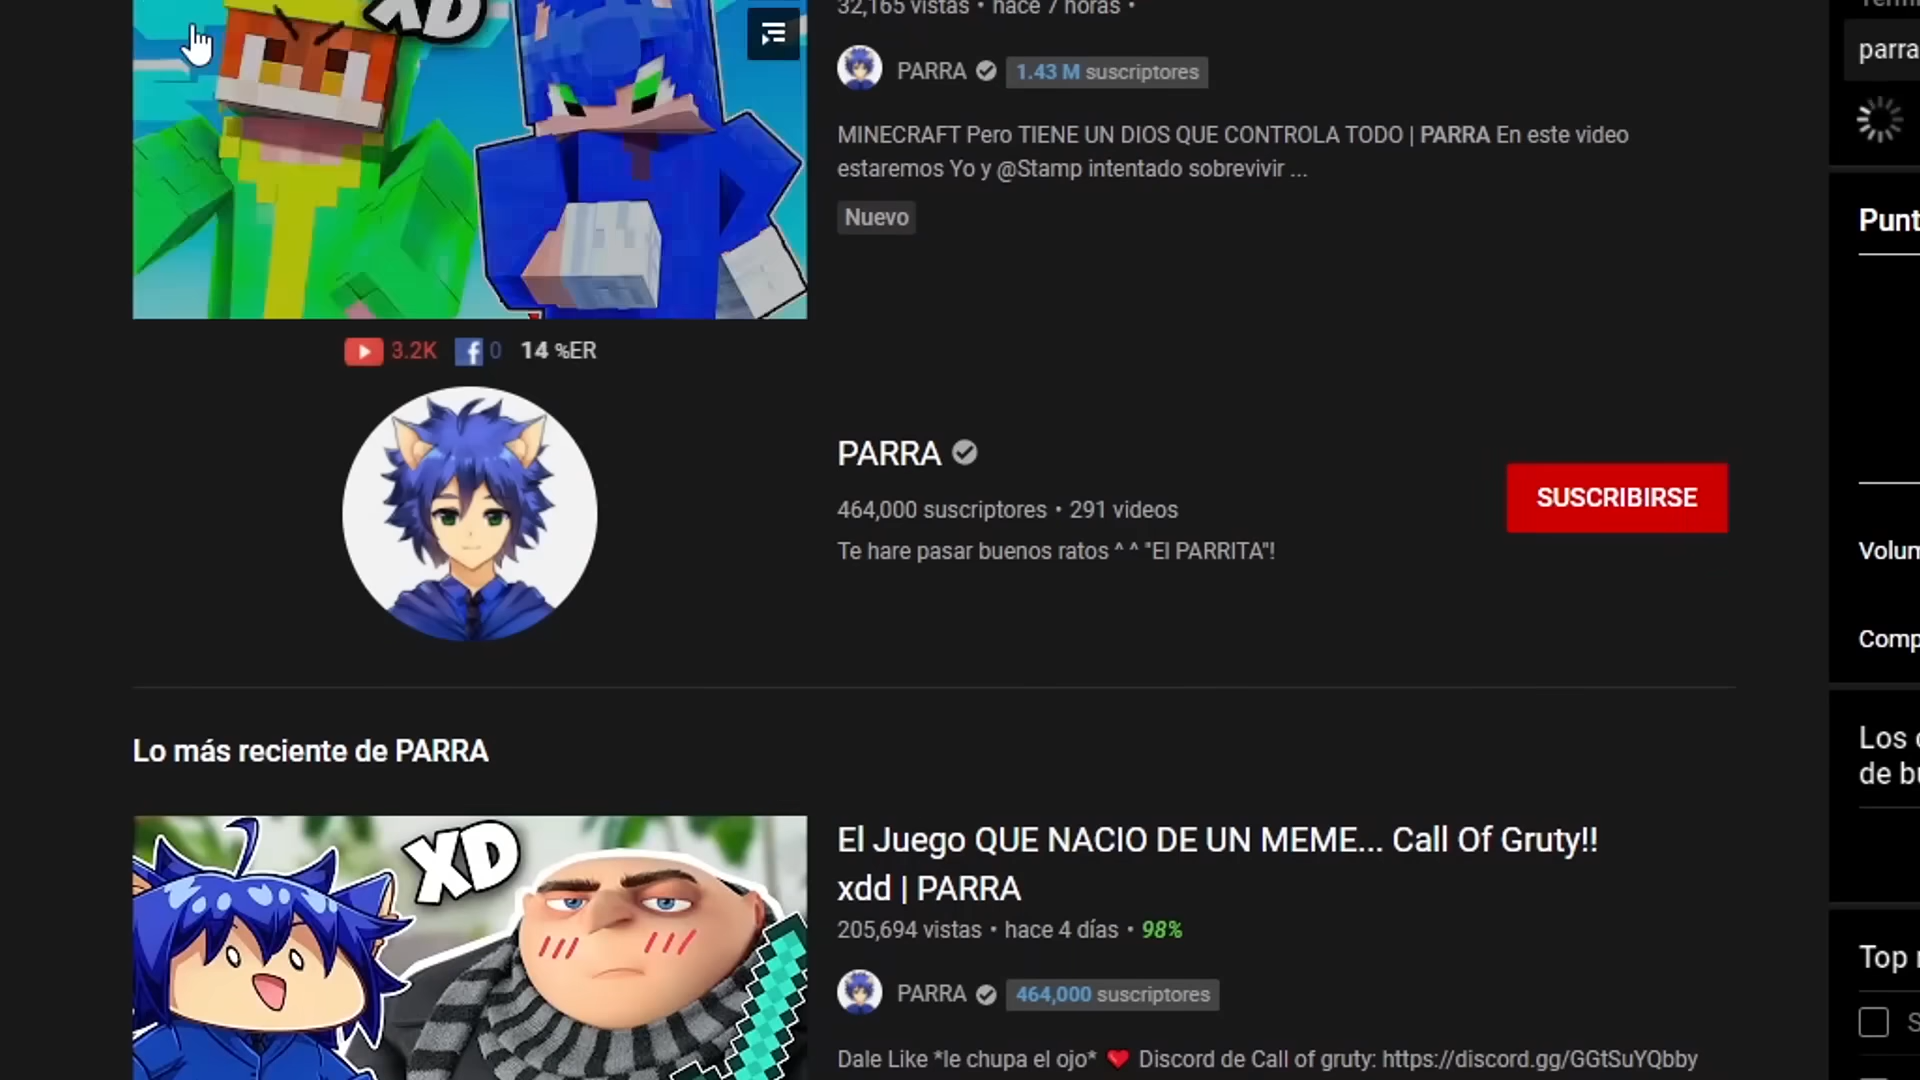 XD
32,165 vistas • hace 7 horas •
PARRA
1.43 M suscriptores
MINECRAFT Pero TIENE UN DIOS QUE CONTROLA TODO | PARRA En este video
estaremos Yo y @Stamp intentado sobrevivir ...
Nuevo
3.2K
0
14 %ER
PARRA
464,000 suscriptores • 291 videos
Te hare pasar buenos ratos ^ ^ "El PARRITA"!
SUSCRIBIRSE
Lo más reciente de PARRA
XD
El Juego QUE NACIO DE UN MEME... Call Of Gruty!!
xdd | PARRA
205,694 vistas • hace 4 días • 98%
PARRA
464,000 suscriptores
Dale Like *le chupa el ojo* ❤️ Discord de Call of gruty: https://discord.gg/GGtSuYQbby
parra
Punt
Volum
Comp
Los
de bu
Top